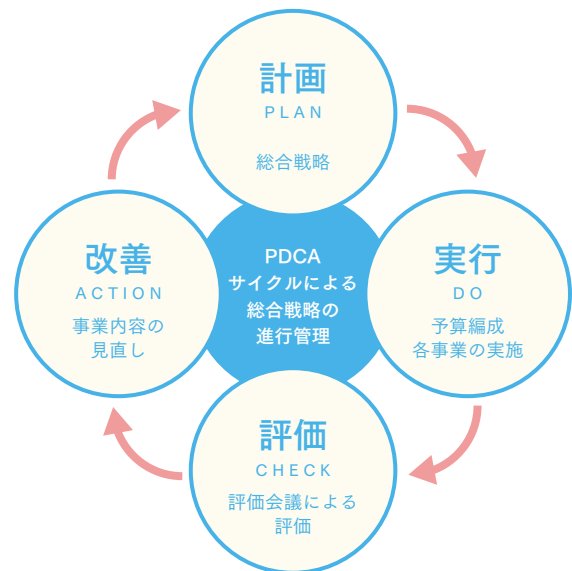 計画
PLAN
総合戦略
改善
ACTION
事業内容の
見直し
PDCA
サイクルによる
総合戦略の
進行管理
実行
DO
予算編成
各事業の実施
評価
CHECK
評価会議による
評価